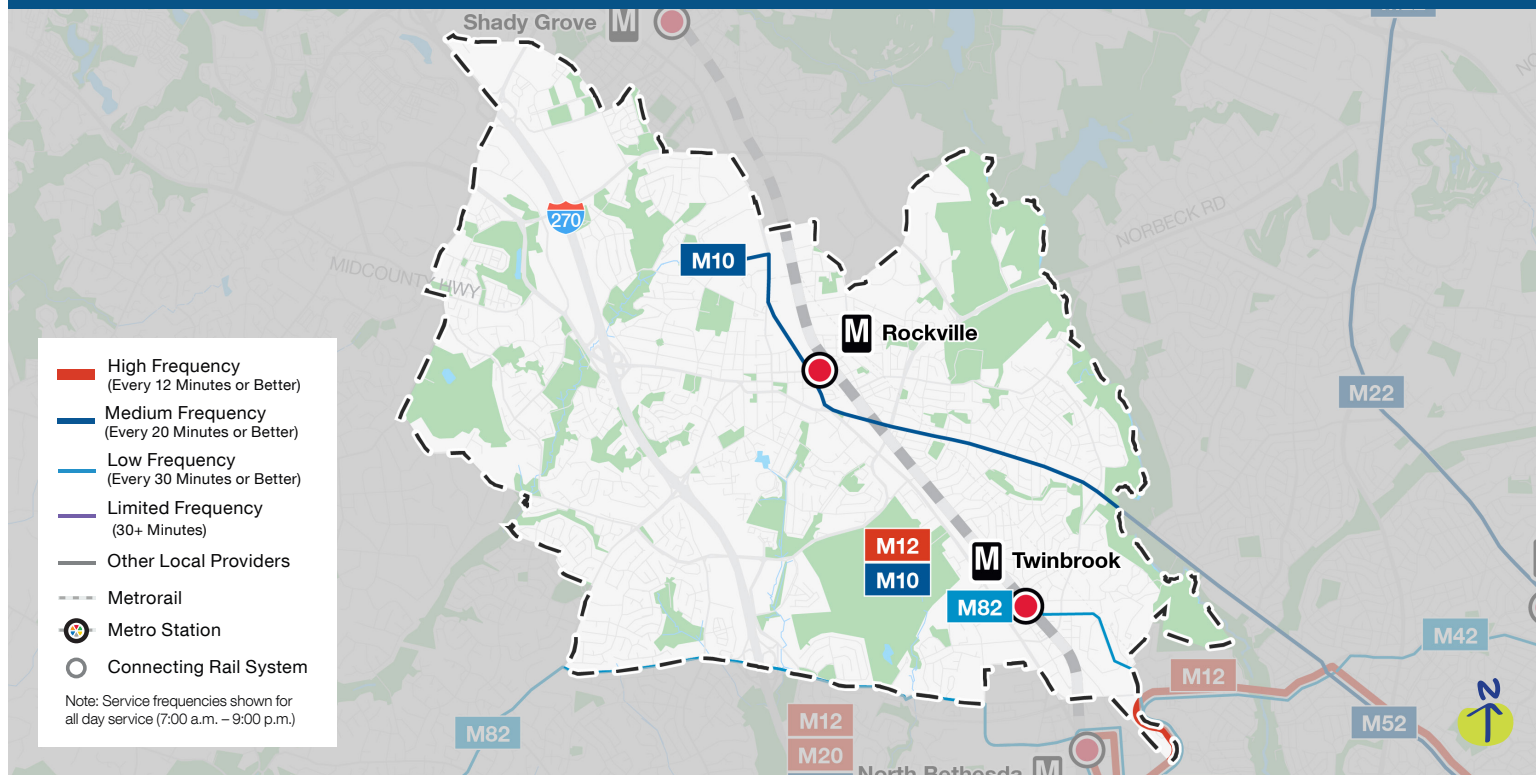 Shady Grove M
M22
NORBECK RD
270
MIDCOUNTY HWY
M10
M Rockville
M22
High Frequency
(Every 12 Minutes or Better)
Medium Frequency
(Every 20 Minutes or Better)
Low Frequency
(Every 30 Minutes or Better)
Limited Frequency
(30+ Minutes)
Other Local Providers
Metrorail
Metro Station
Connecting Rail System
Note: Service frequencies shown for
all day service (7:00 a.m. – 9:00 p.m.)
M12
M10
M Twinbrook
M82
M42
M12
M82
M12
M20
M52
N
North Bethesda M